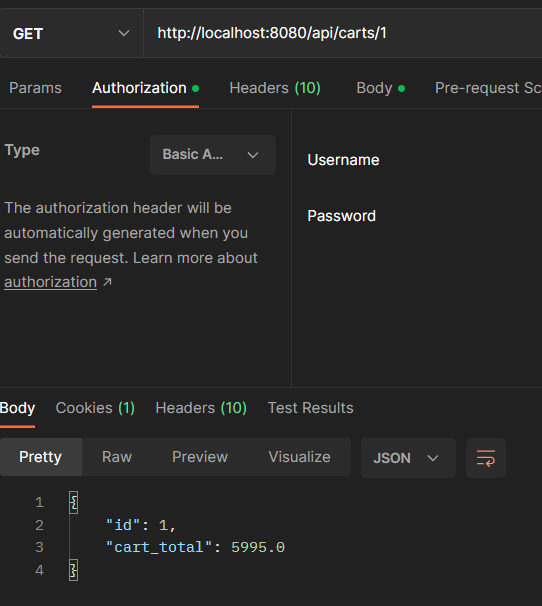 GET http://localhost:8080/api/carts/1
Params Authorization Headers (10) Body Pre-request Sc
Type Basic A...
The authorization header will be
automatically generated when you
send the request. Learn more about
authorization ↗
Username
Password
Body Cookies (1) Headers (10) Test Results
Pretty Raw Preview Visualize JSON
1 {
2 "id": 1,
3 "cart_total": 5995.0
4 }